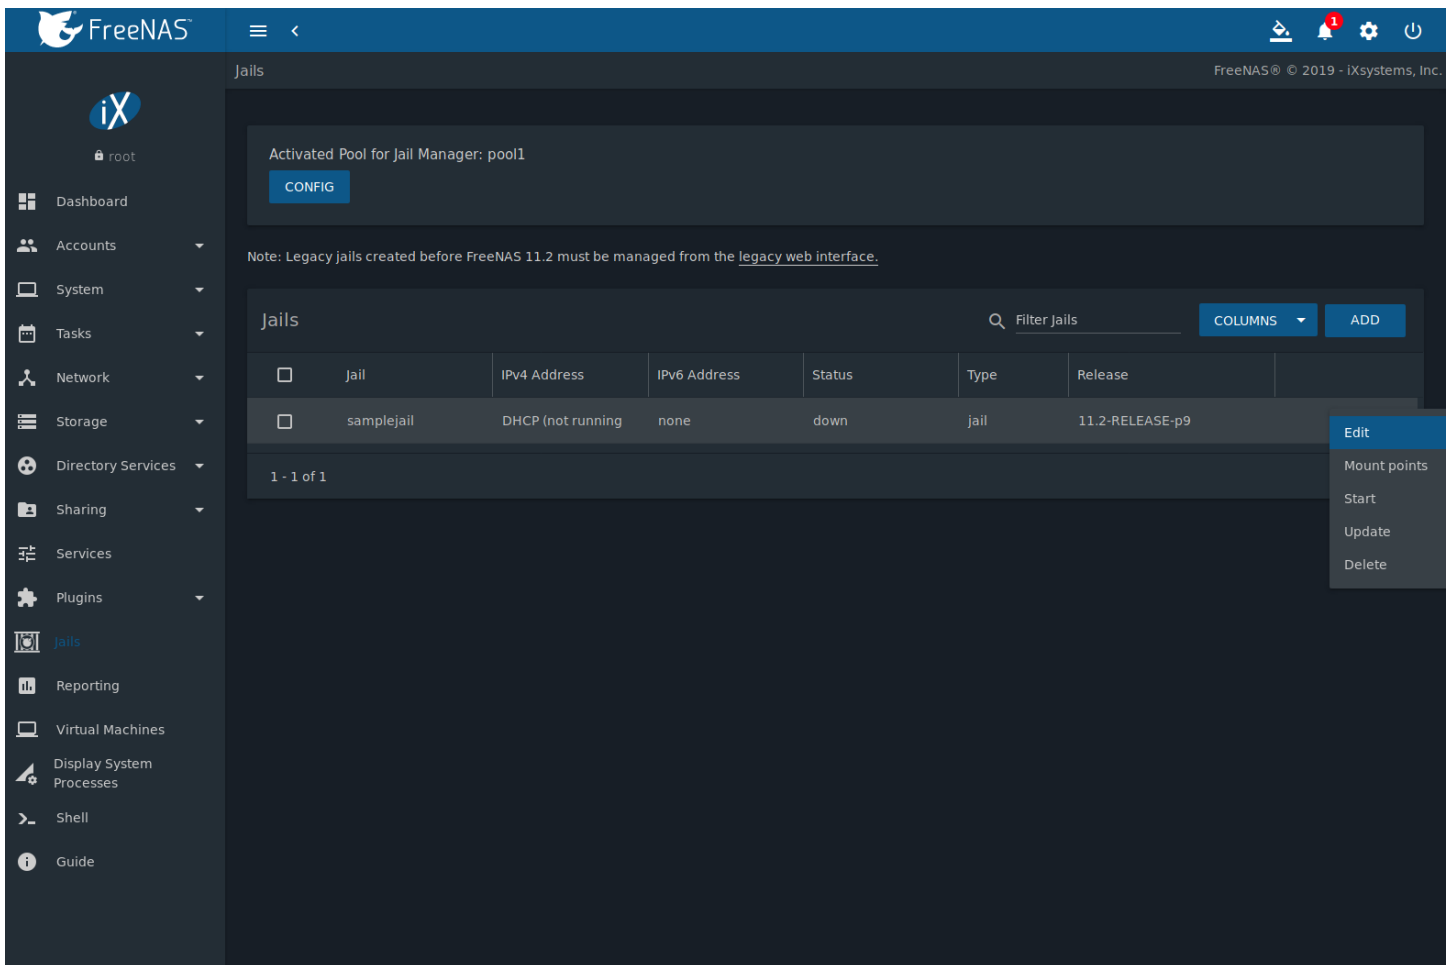 FreeNAS™
1
Jails
FreeNAS® © 2019 - iXsystems, Inc.
iX
root
Activated Pool for Jail Manager: pool1
CONFIG
Dashboard
Accounts
Note: Legacy jails created before FreeNAS 11.2 must be managed from the legacy web interface.
System
Jails
Filter Jails
COLUMNS
ADD
Tasks
Network
Jail
IPv4 Address
IPv6 Address
Status
Type
Release
Storage
samplejail
DHCP (not running
none
down
jail
11.2-RELEASE-p9
Edit
Mount points
Start
Update
Delete
Directory Services
1 - 1 of 1
Sharing
Services
Plugins
Jails
Reporting
Virtual Machines
Display System
Processes
Shell
Guide